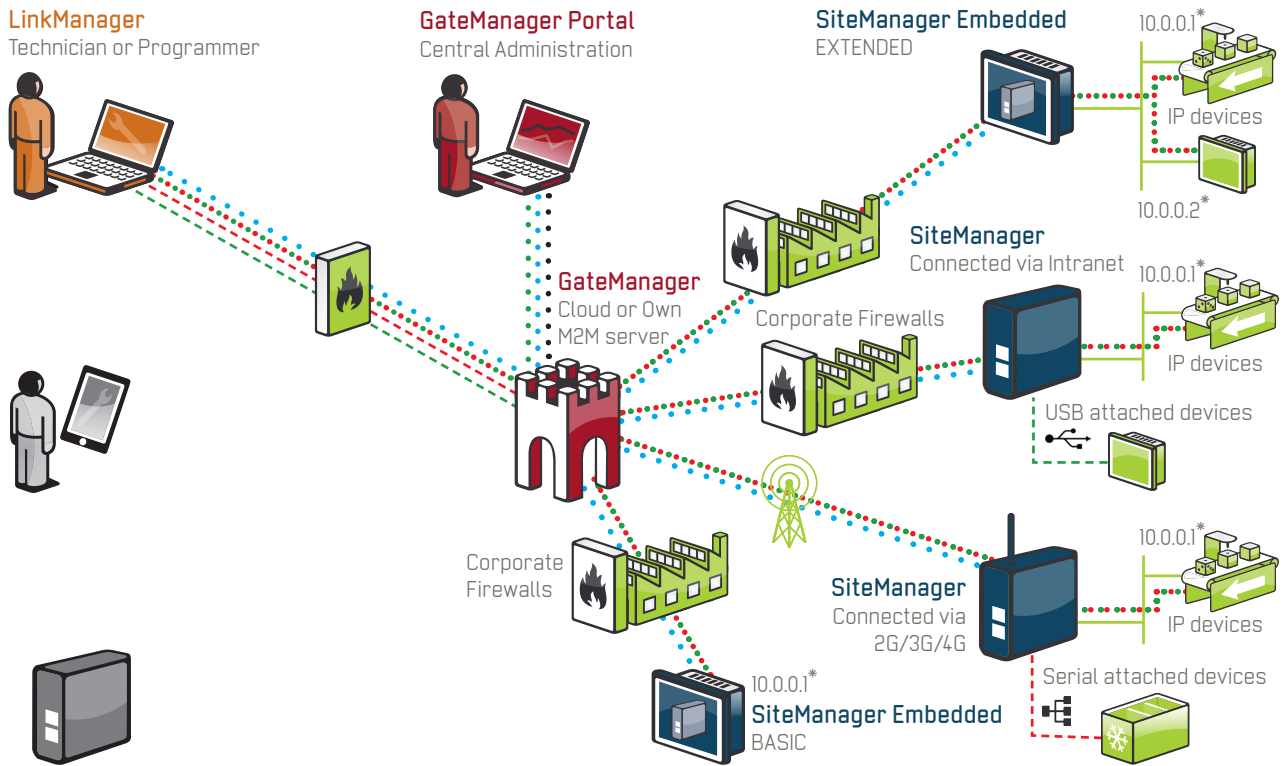 LinkManager
Technician or Programmer
GateManager Portal
Central Administration
SiteManager Embedded
EXTENDED
10.0.0.1*
IP devices
10.0.0.2*
SiteManager
Connected via Intranet
10.0.0.1*
IP devices
GateManager
Cloud or Own
M2M server
Corporate Firewalls
USB attached devices
Corporate
Firewalls
SiteManager
Connected via
2G/3G/4G
10.0.0.1*
IP devices
Serial attached devices
10.0.0.1*
SiteManager Embedded
BASIC